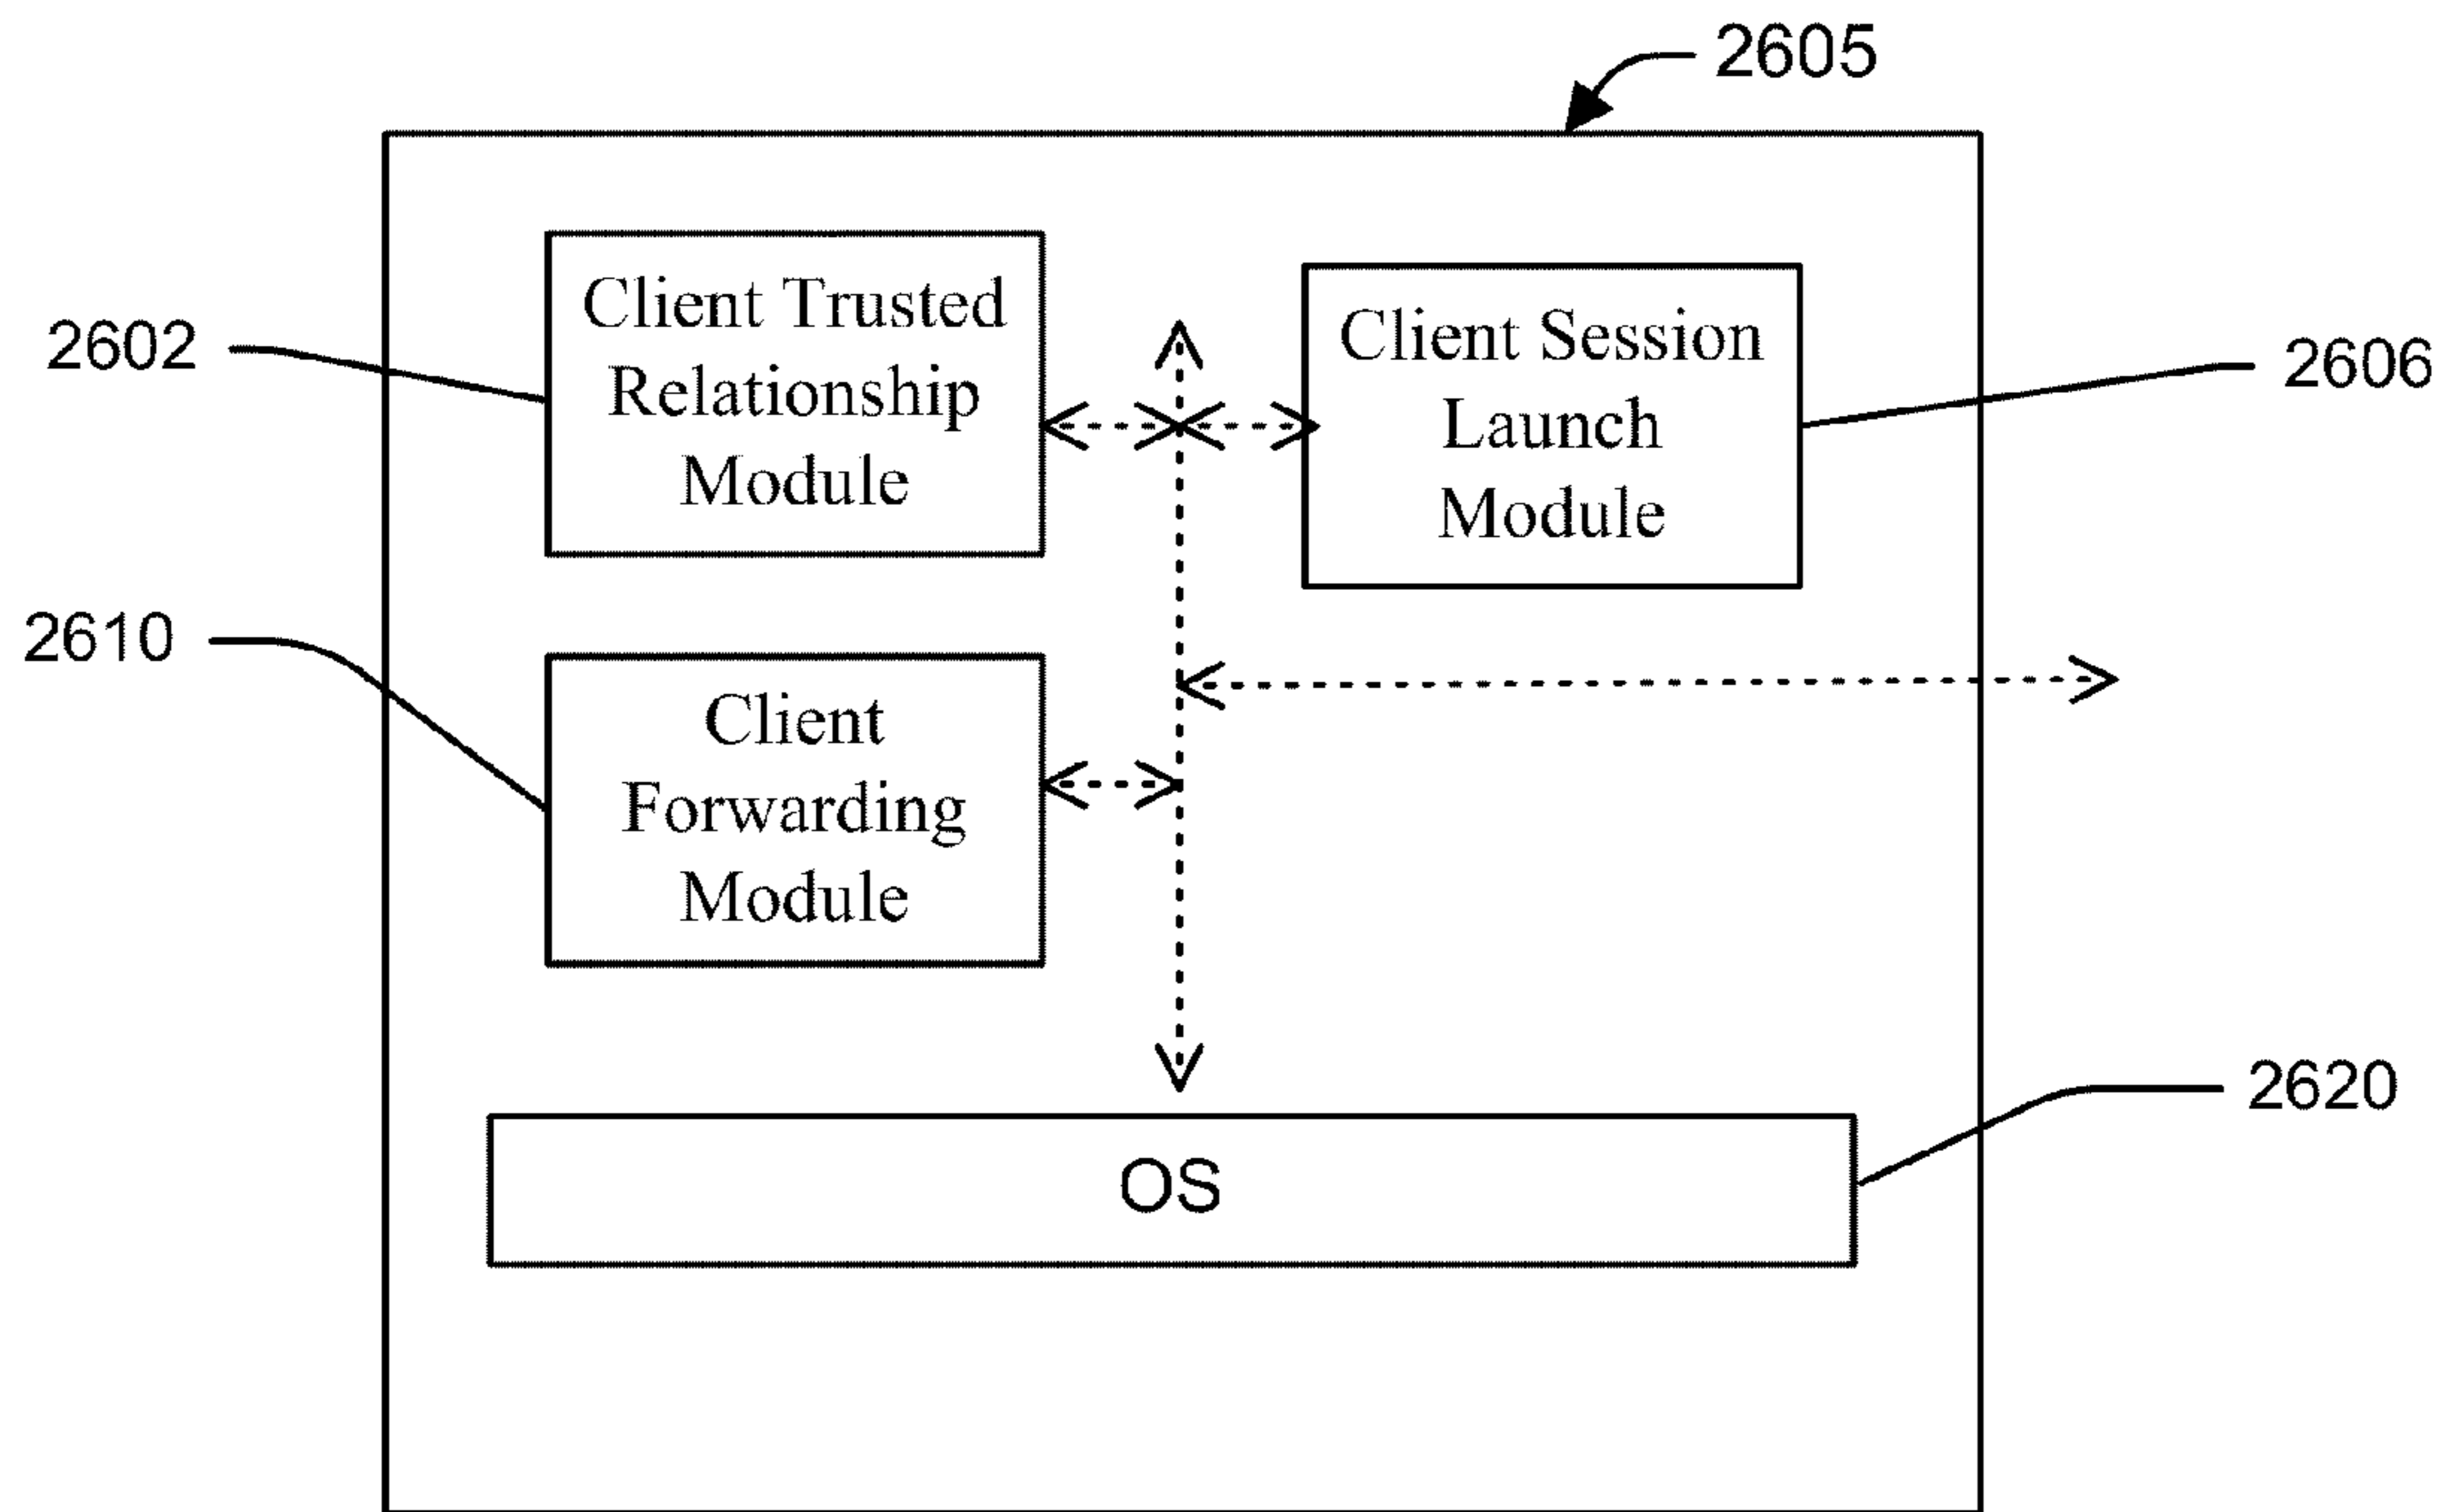 2605
Client Trusted
Relationship
Module
2602
Client Session
Launch
Module
2606
2610
Client
Forwarding
Module
OS
2620